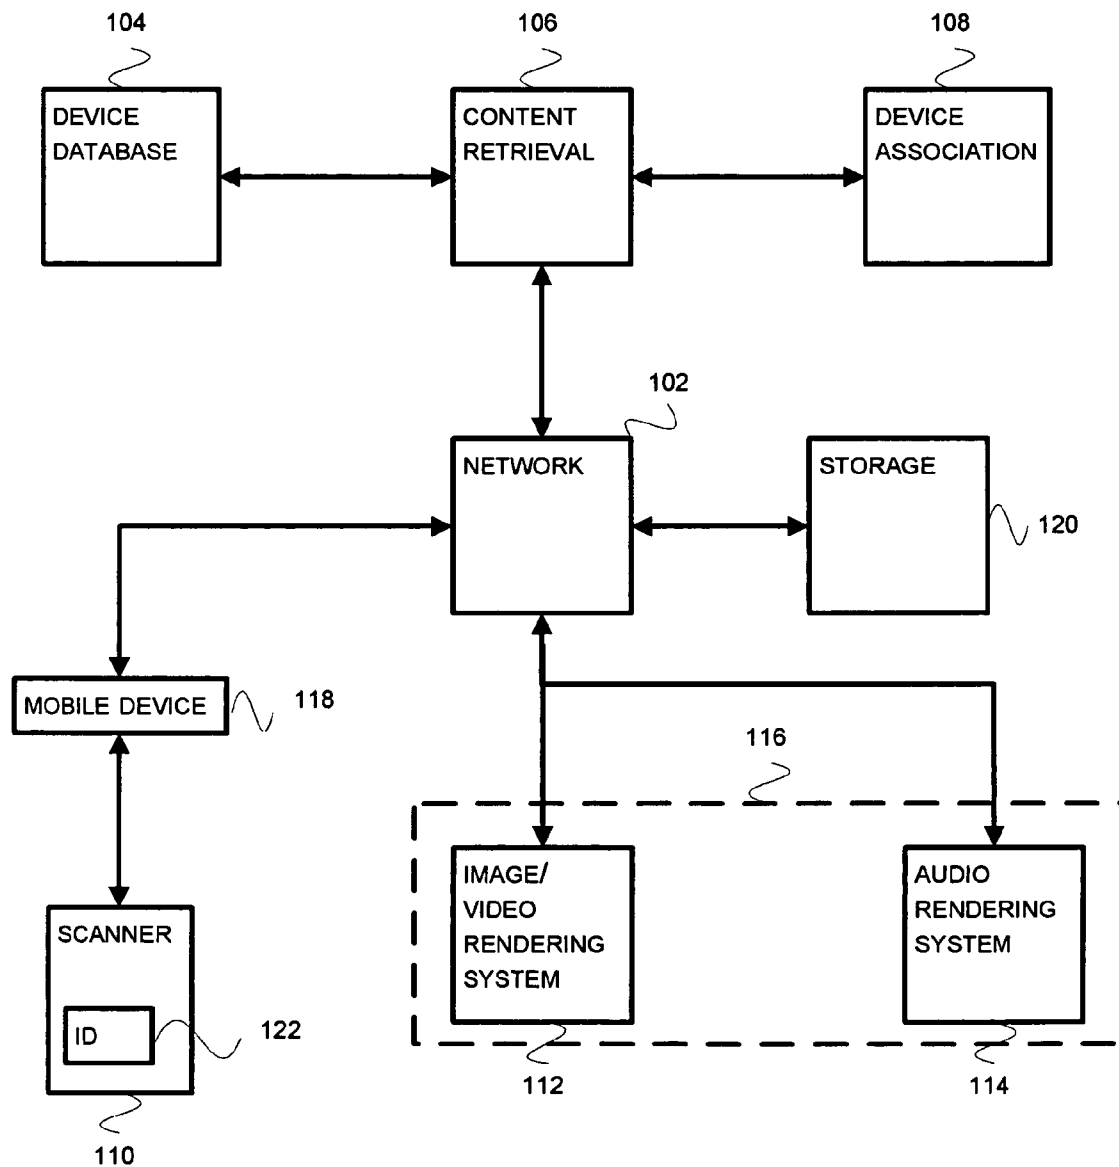 104
106
108
DEVICE
DATABASE
CONTENT
RETRIEVAL
DEVICE
ASSOCIATION
102
NETWORK
STORAGE
120
MOBILE DEVICE
118
116
SCANNER
ID
122
110
IMAGE/
VIDEO
RENDERING
SYSTEM
112
AUDIO
RENDERING
SYSTEM
114